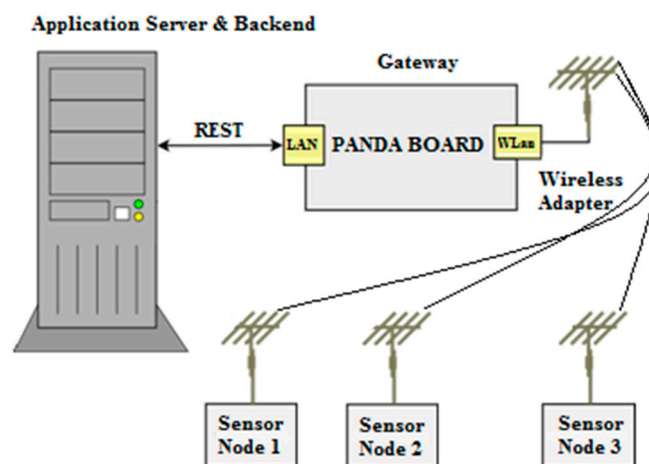 Application Server & Backend
Gateway
REST
LAN
PANDA BOARD
WLan
Wireless
Adapter
Sensor
Node 1
Sensor
Node 2
Sensor
Node 3